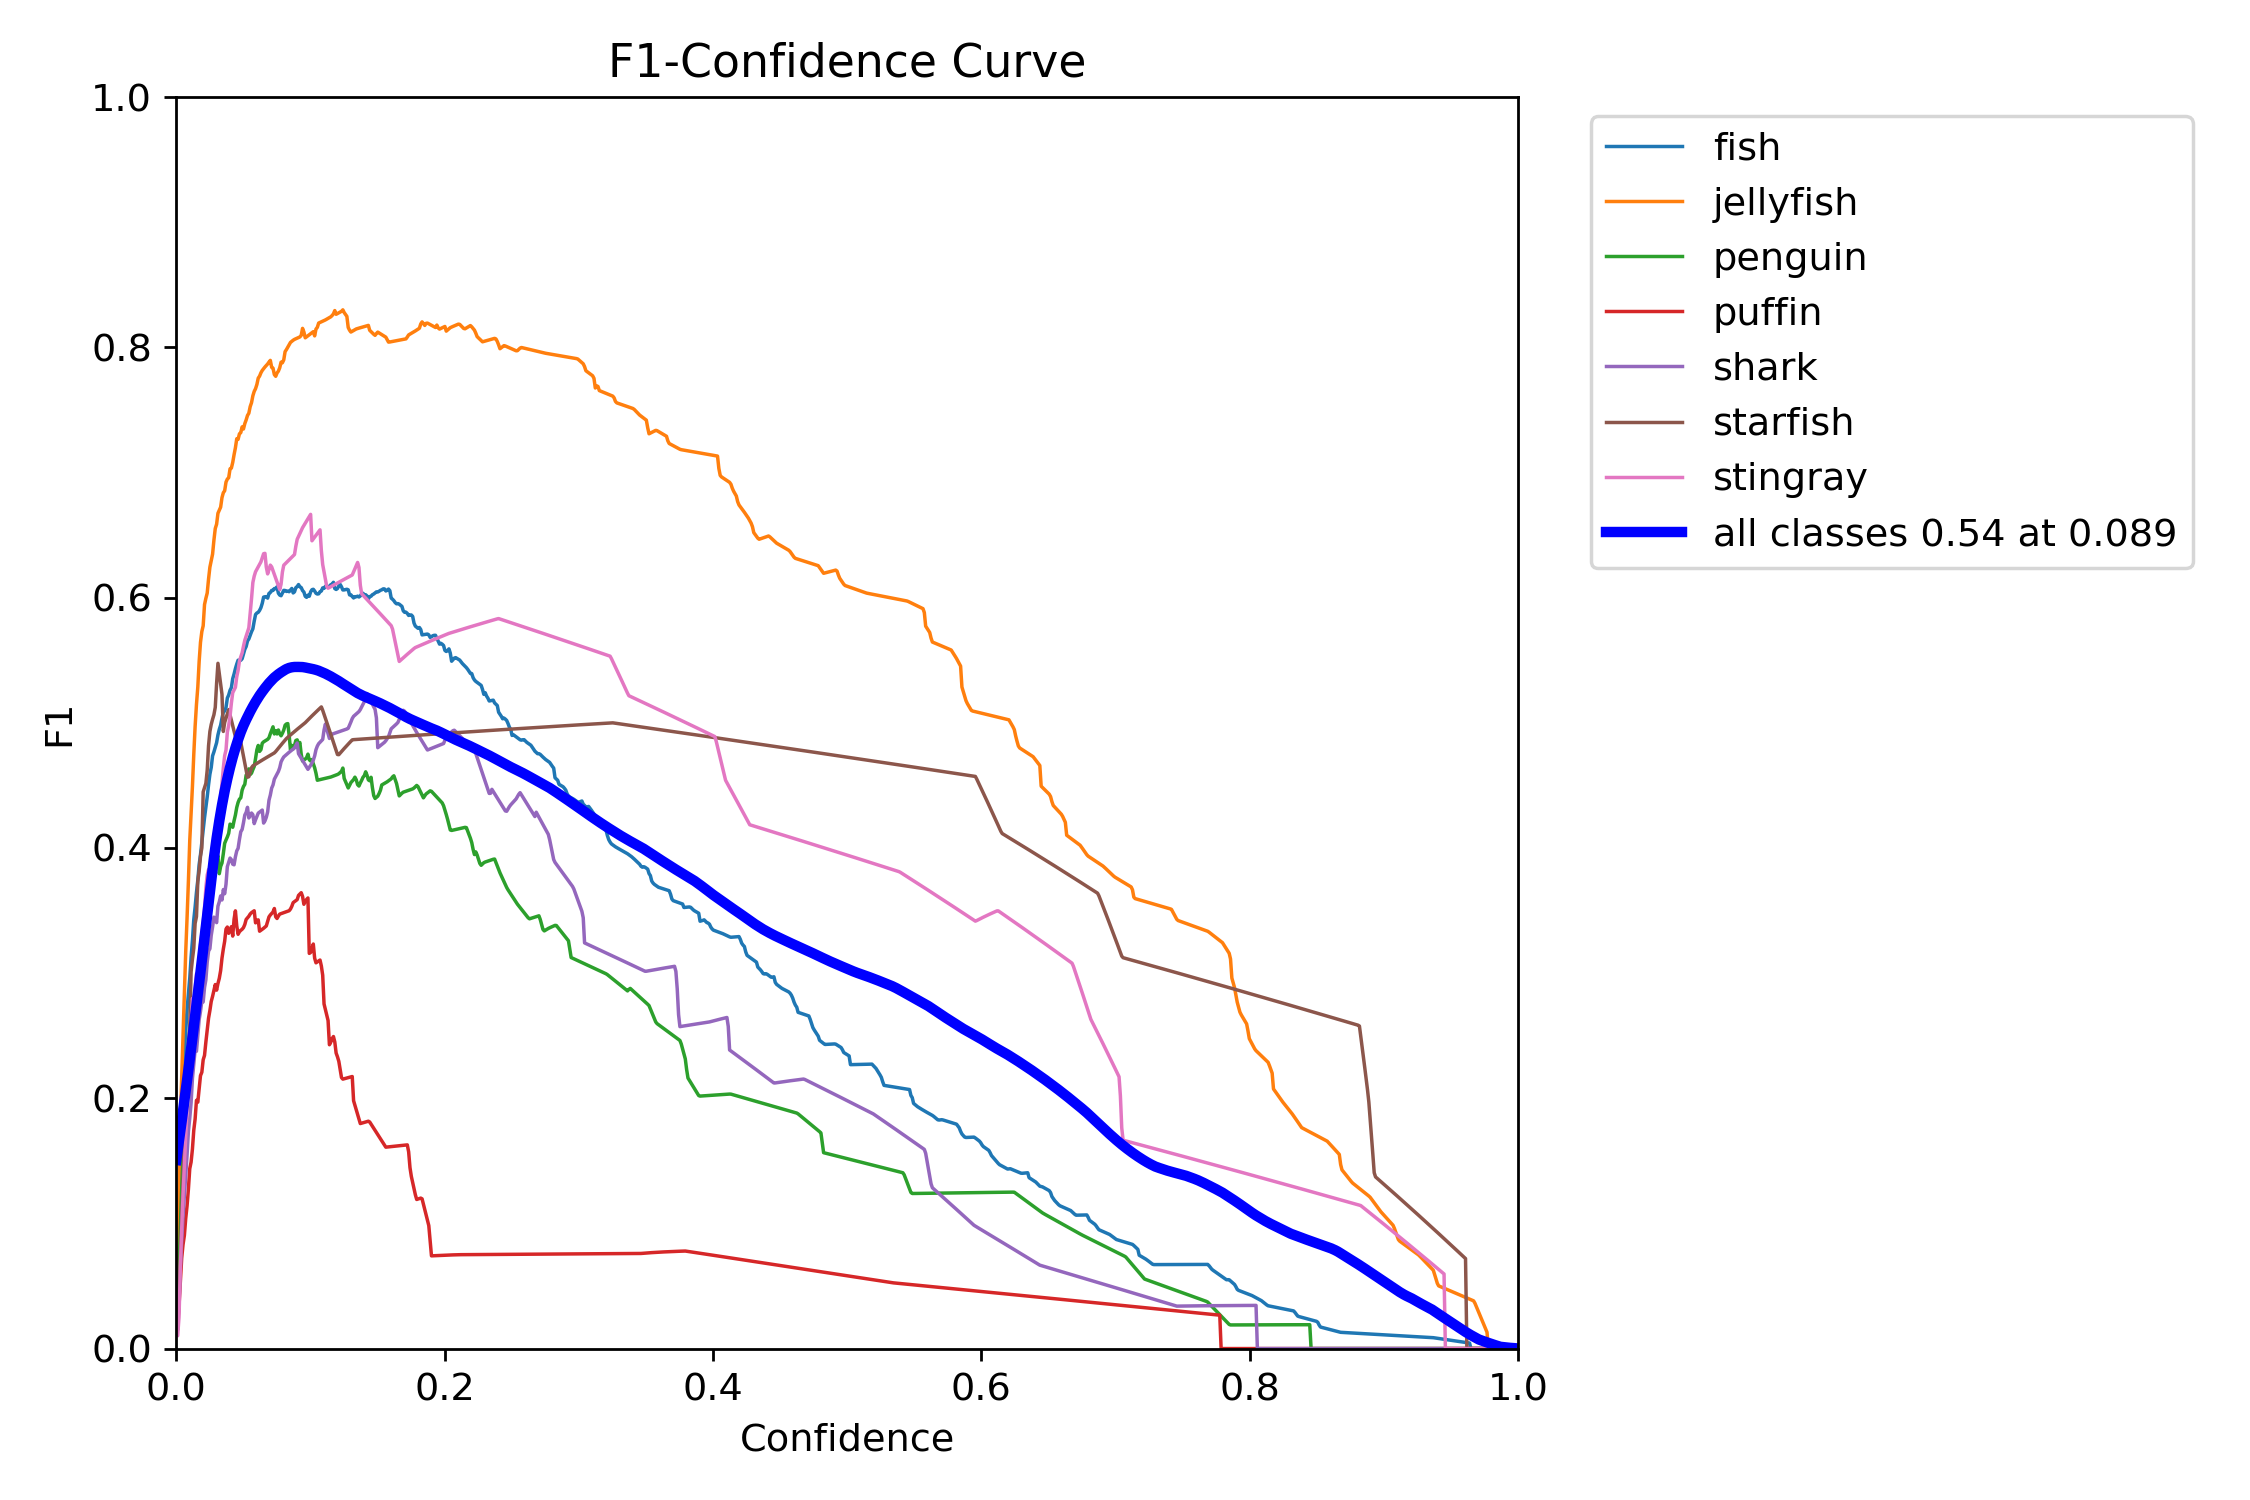 F1-Confidence Curve
1.0
0.8
0.6
0.4
0.2
0.0
F1
0.0 0.2 0.4 0.6 0.8 1.0
Confidence
fish
jellyfish
penguin
puffin
shark
starfish
stingray
all classes 0.54 at 0.089